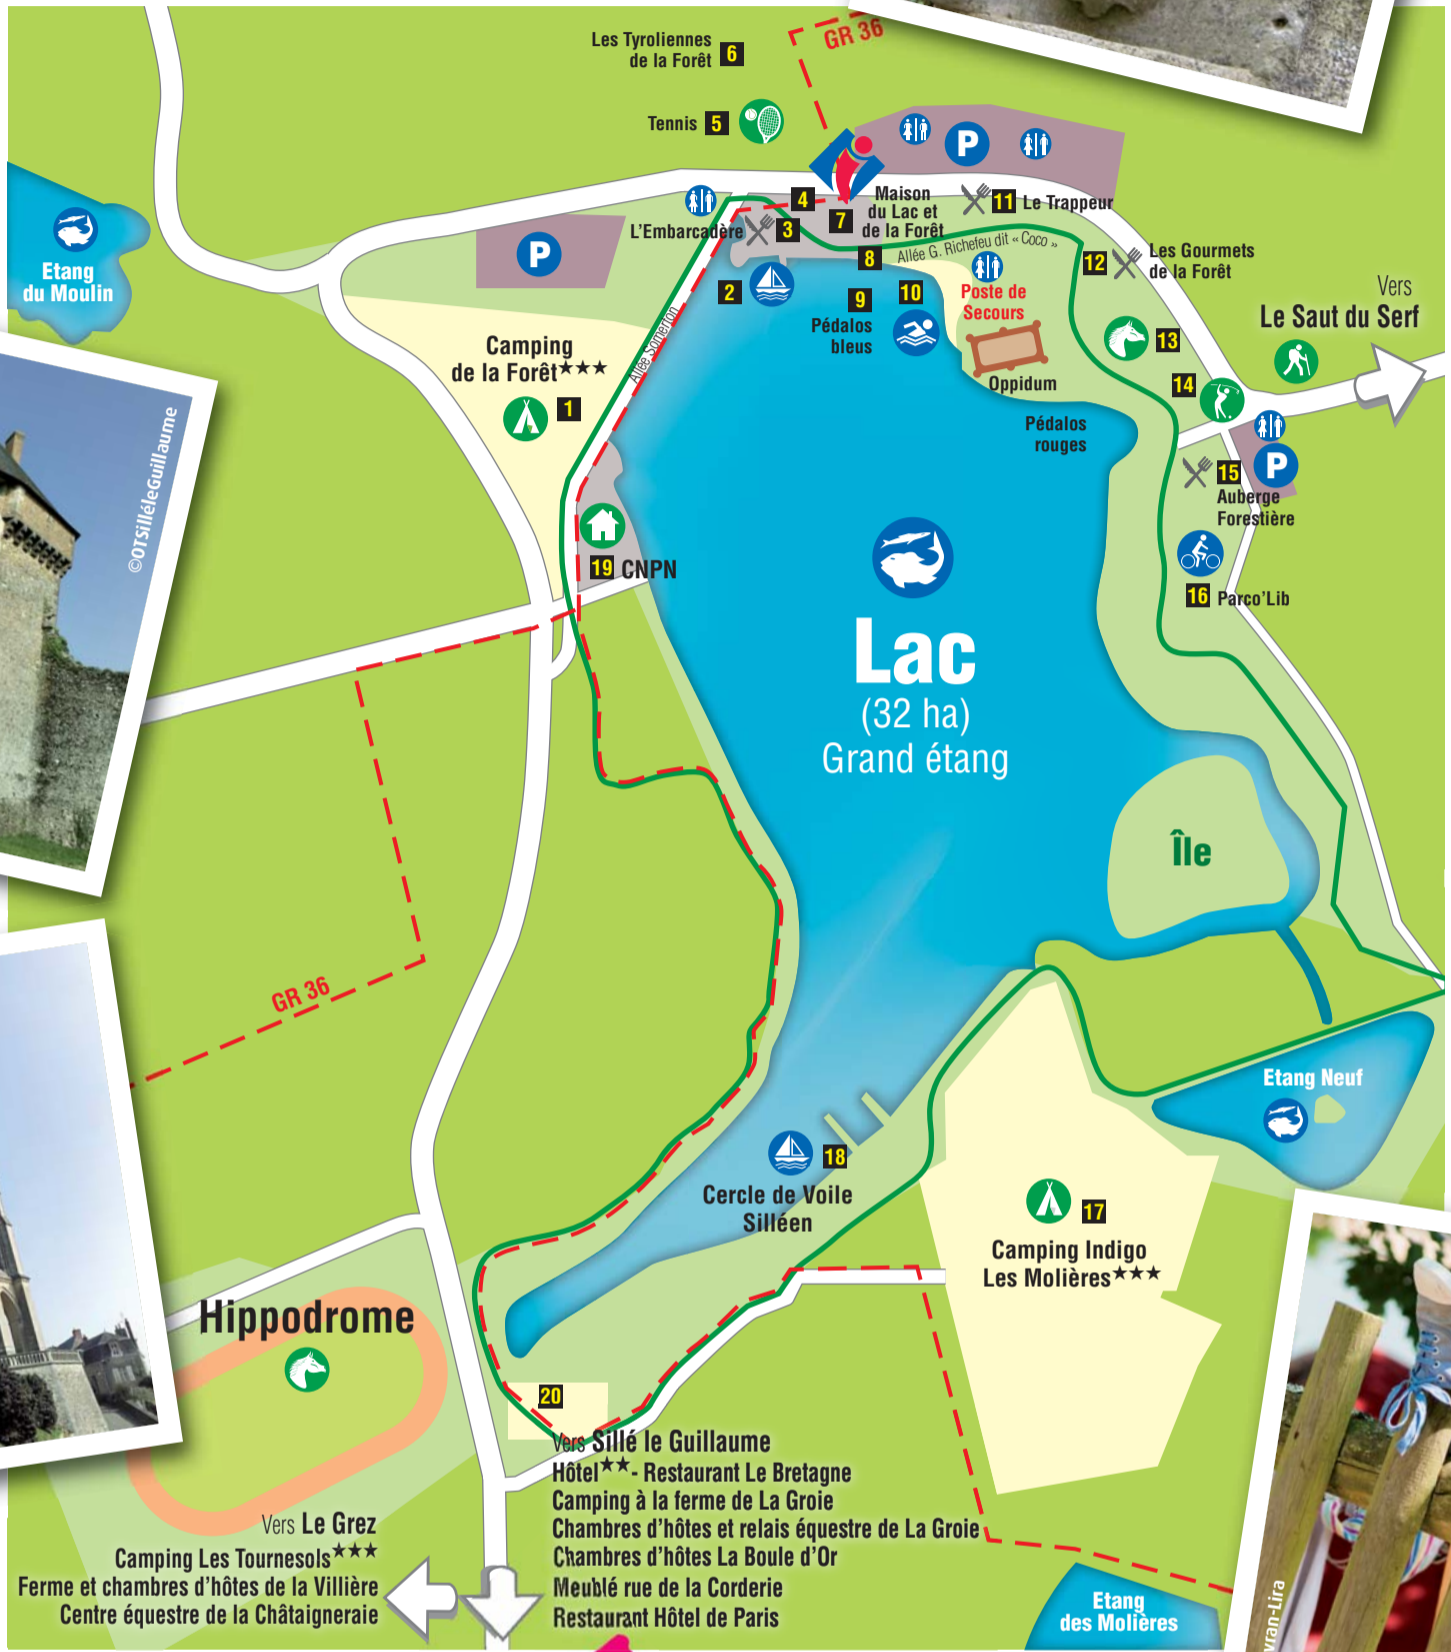 GR 36
Les Tyroliennes
de la Forêt
6
Tennis 5
P
4
7
Maison
du Lac et
de la Forêt
11 Le Trappeur
L'Embarcadère
3
P
8
Allée G. Richefeu dit « Coco »
12
Les Gourmets
de la Forêt
Etang
du Moulin
2
9
10
Pédalos
bleus
Poste de
Secours
Oppidum
Vers
Le Saut du Serf
13
14
Allée Somerton
Camping
de la Forêt★★★
1
Pédalos
rouges
P
15
Auberge
Forestière
©OTSilléleGuillaume
19 CNPN
16 Parco'Lib
Lac
(32 ha)
Grand étang
Île
GR 36
Etang Neuf
18
Cercle de Voile
Silléen
17
Camping Indigo
Les Molières★★★
Hippodrome
20
Vers Sillé le Guillaume
Hôtel★★- Restaurant Le Bretagne
Camping à la ferme de La Groie
Chambres d'hôtes et relais équestre de La Groie
Chambres d'hôtes La Boule d'Or
Meublé rue de la Corderie
Restaurant Hôtel de Paris
Vers Le Grez
Camping Les Tournesols★★★
Ferme et chambres d'hôtes de la Villière
Centre équestre de la Châtaigneraie
Etang
des Molières
vran-Lira